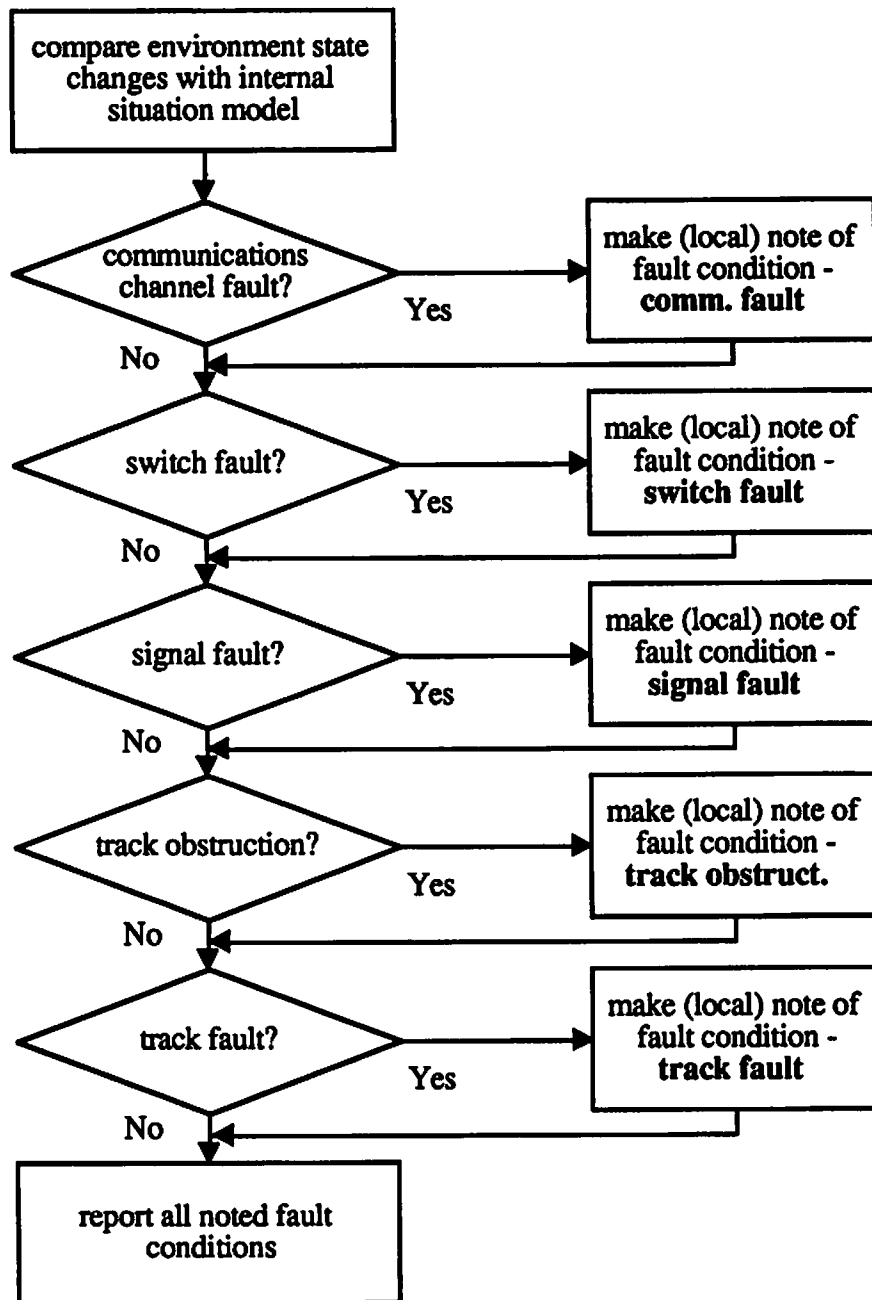 compare environment state
changes with internal
situation model
communications
channel fault?
Yes
make (local) note of
fault condition -
comm. fault
No
switch fault?
Yes
make (local) note of
fault condition -
switch fault
No
signal fault?
Yes
make (local) note of
fault condition -
signal fault
No
track obstruction?
Yes
make (local) note of
fault condition -
track obstruct.
No
track fault?
Yes
make (local) note of
fault condition -
track fault
No
report all noted fault
conditions